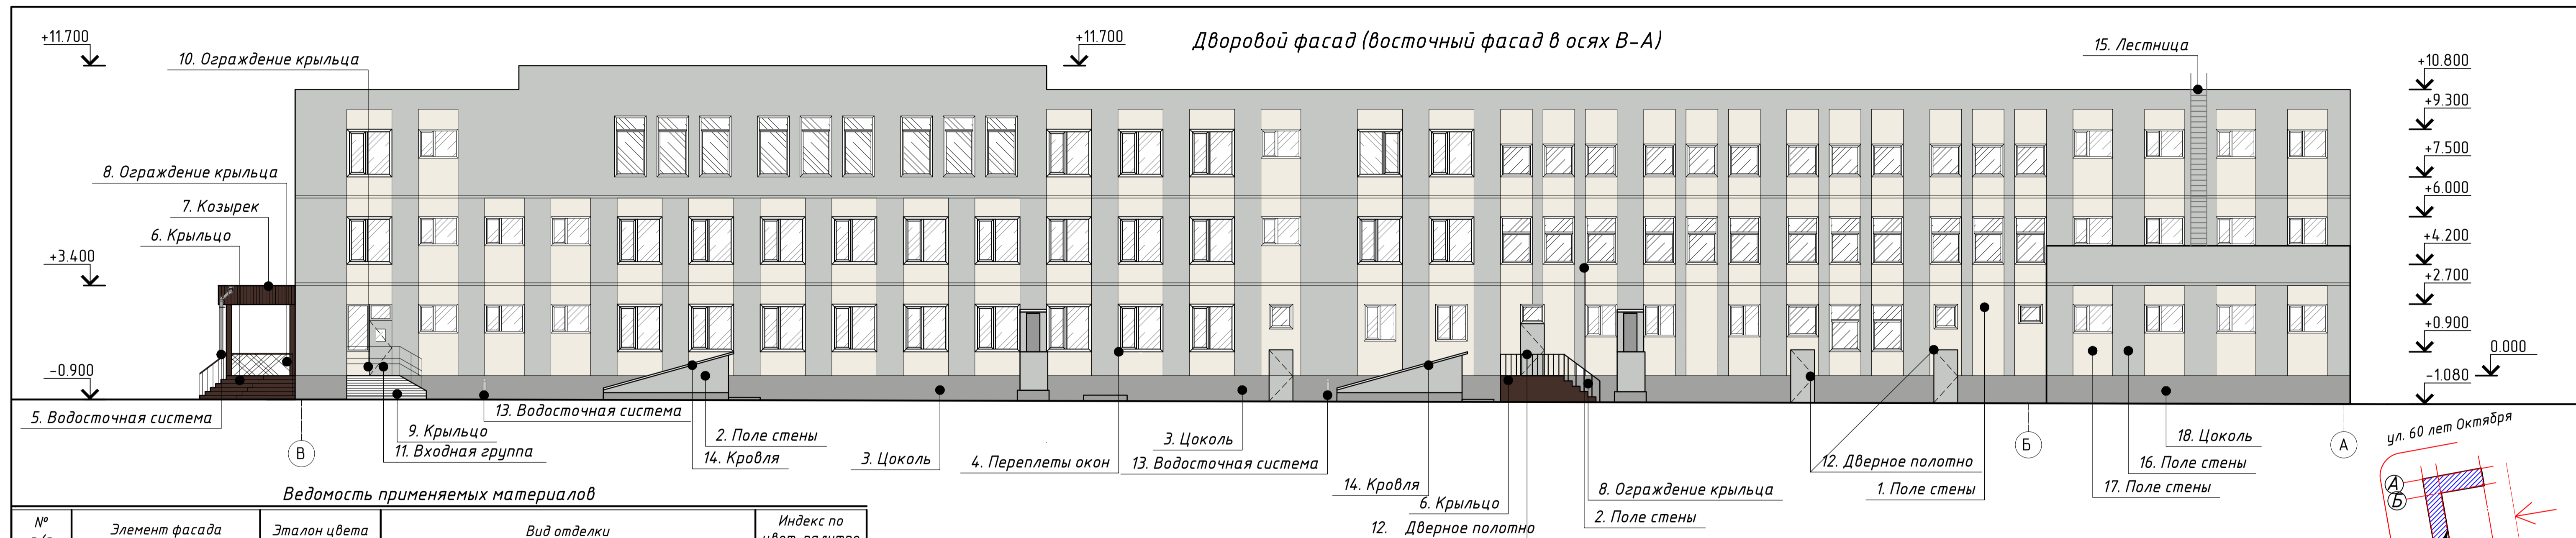 Дворовой фасад (восточный фасад в осях В-А)
+11.700
10. Ограждение крыльца
+11.700
15. Лестница
+10.800
+9.300
8. Ограждение крыльца
+7.500
7. Козырек
+6.000
6. Крыльцо
+4.200
+3.400
+2.700
+0.900
0.000
-0.900
-1.080
5. Водосточная система
В
9. Крыльцо
11. Входная группа
13. Водосточная система
2. Поле стены
14. Кровля
3. Цоколь
4. Переплеты окон
3. Цоколь
13. Водосточная система
14. Кровля
6. Крыльцо
12. Дверное полотно
8. Ограждение крыльца
2. Поле стены
12. Дверное полотно
1. Поле стены
Б
18. Цоколь
16. Поле стены
17. Поле стены
А
ул. 60 лет Октября
А
Б
Ведомость применяемых материалов
№
Элемент фасада
Эталон цвета
Вид отделки
Индекс по